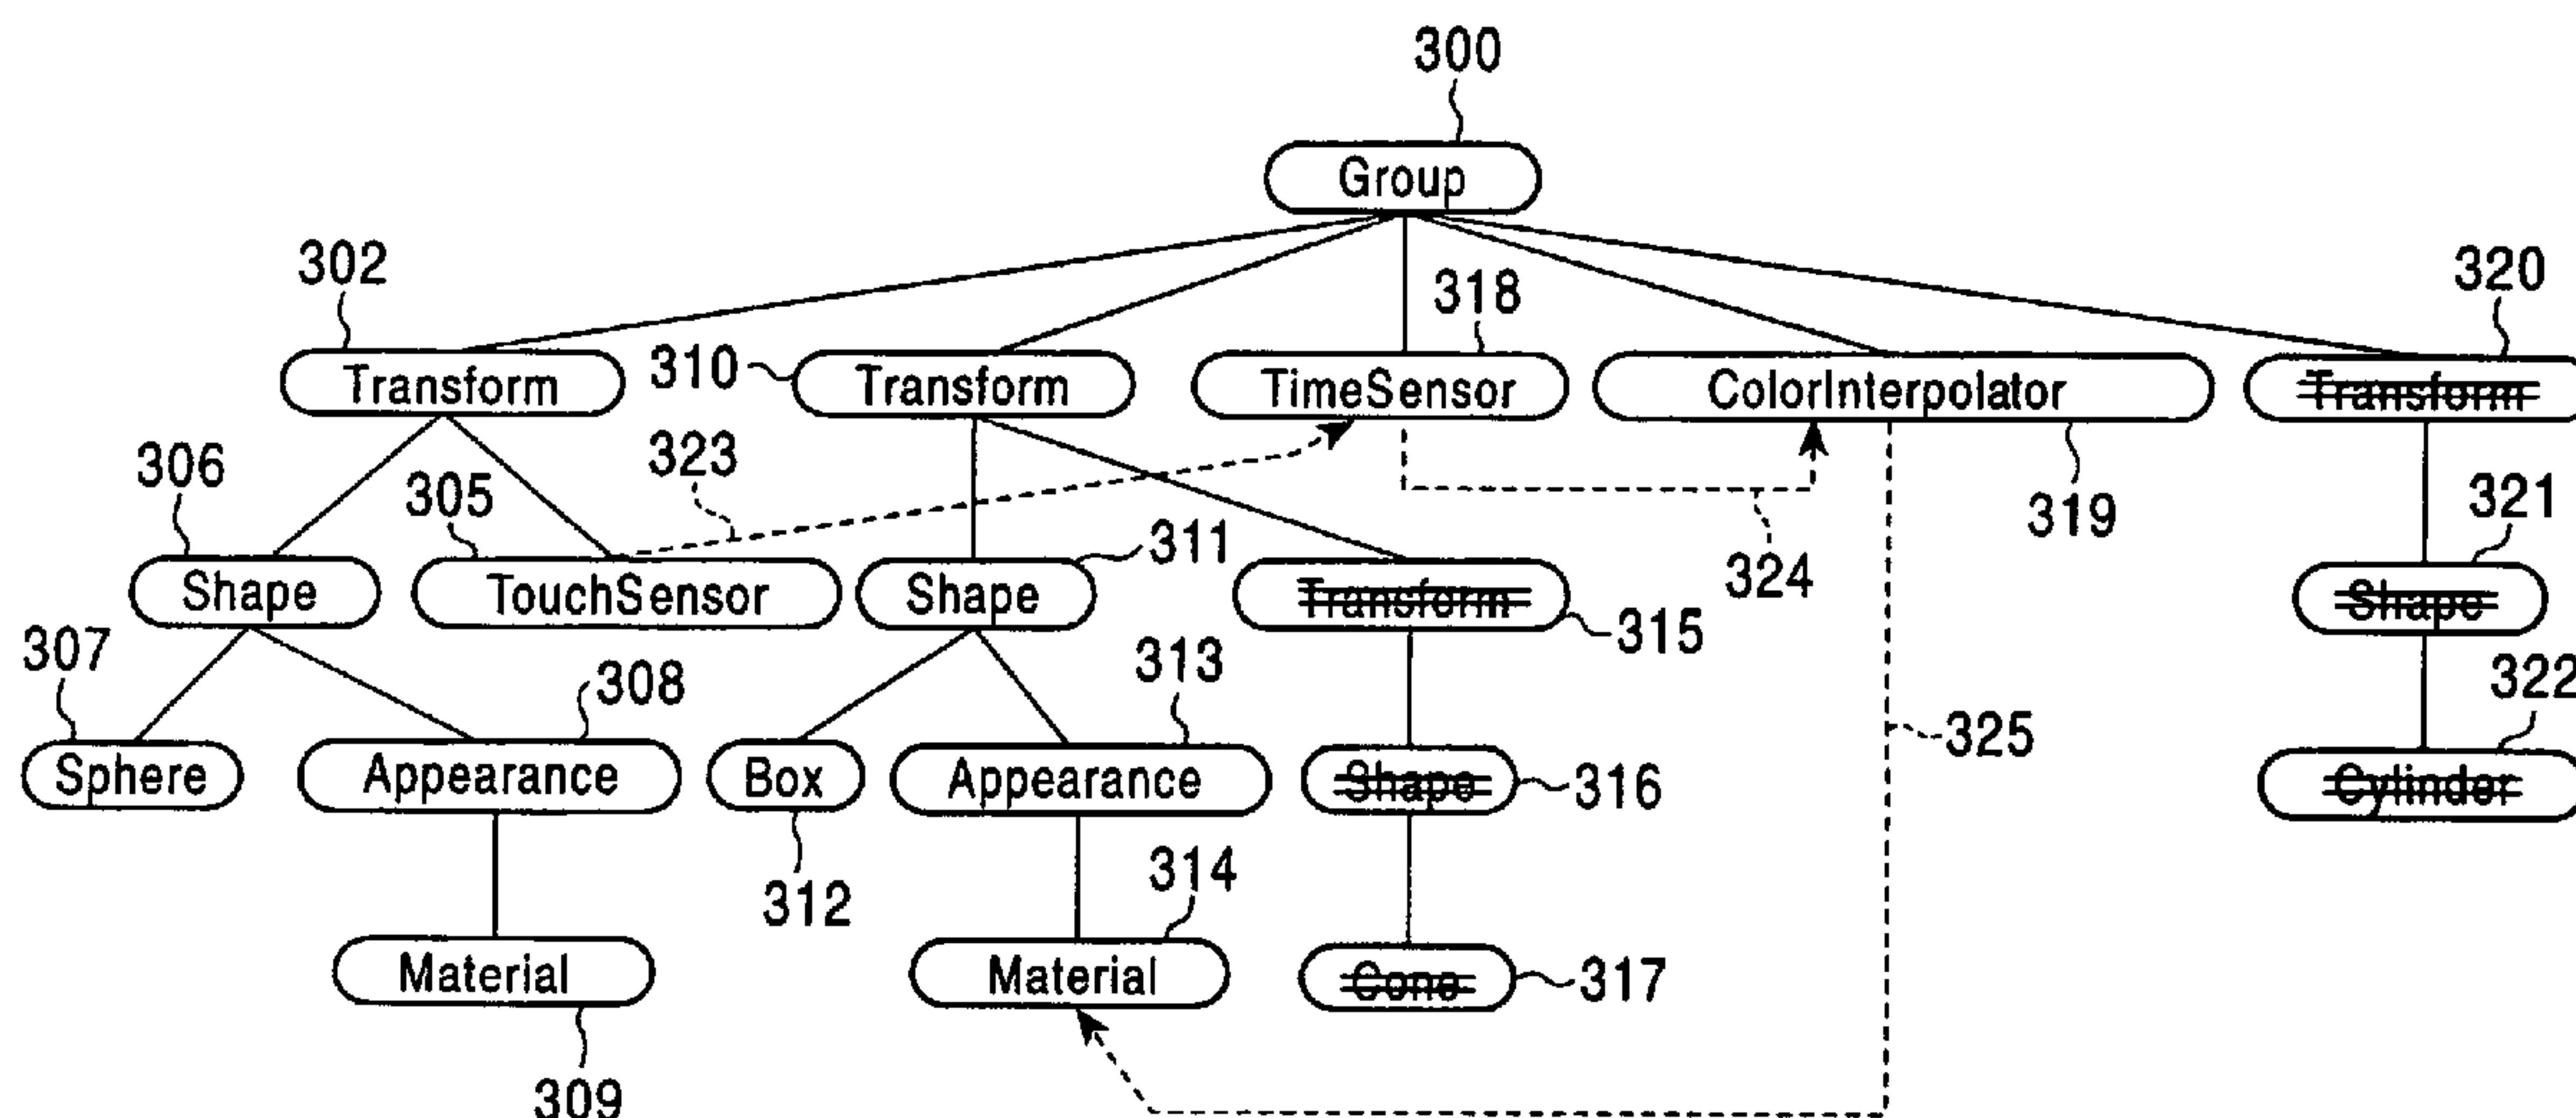 300
Group
302
318
320
310
Transform
Transform
TimeSensor
ColorInterpolator
Transform
323
306
305
319
321
311
324
Shape
TouchSensor
Shape
Transform
Shape
315
307
308
313
322
325
Sphere
Appearance
Box
Appearance
Shape
316
Cylinder
312
314
Material
Material
Cone
317
309